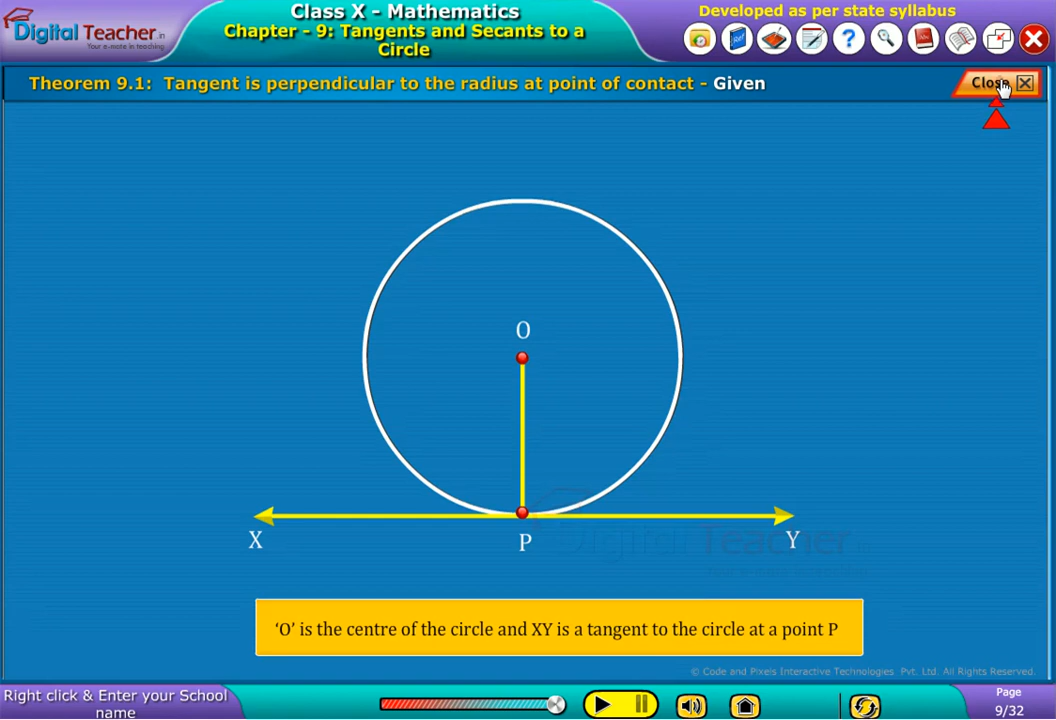 Digital Teacher.in
Your e-mate in teaching
Class X - Mathematics
Chapter - 9: Tangents and Secants to a
Circle
Developed as per state syllabus
Theorem 9.1: Tangent is perpendicular to the radius at point of contact - Given
Close
O
X
P
Y
Digital Teacher.in
'O' is the centre of the circle and XY is a tangent to the circle at a point P
© Code and Pixels Interactive Technologies. Pvt. Ltd. All Rights Reserved.
Right click & Enter your School
name
Page
9/32